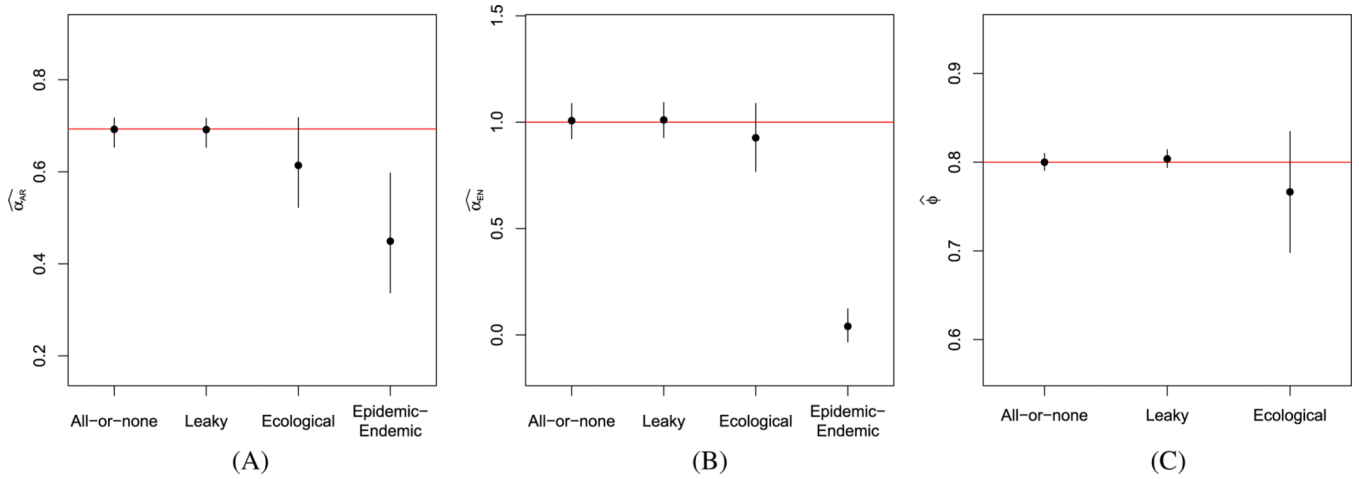 0.8
0.6
0.4
0.2
α̂AR
All−or−none
Leaky
Ecological
Epidemic−
Endemic
(A)
1.5
1.0
0.5
0.0
α̂EN
All−or−none
Leaky
Ecological
Epidemic−
Endemic
(B)
0.9
0.8
0.7
0.6
ϕ̂
All−or−none
Leaky
Ecological
(C)